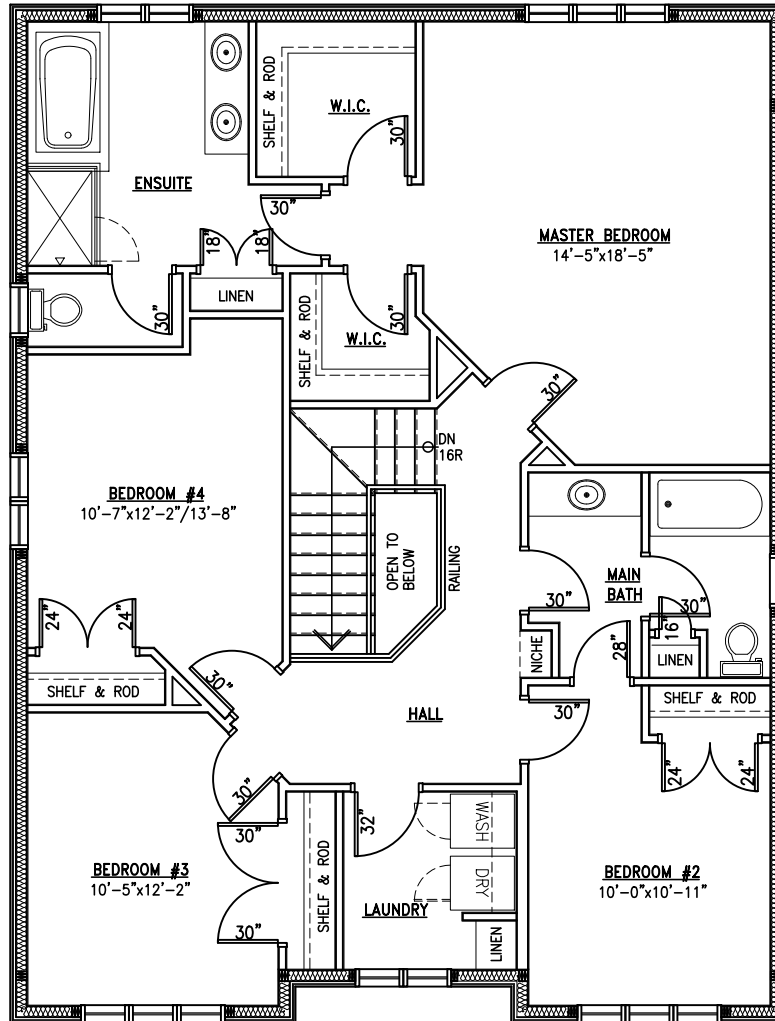 SHELF & ROD
W.I.C.
30"
ENSUITE
30"
18"
18"
MASTER BEDROOM
14'-5"x18'-5"
LINEN
30"
SHELF & ROD
30"
W.I.C.
30"
DN
16R
BEDROOM #4
10'-7"x12'-2"/13'-8"
OPEN TO
BELOW
RAILING
MAIN
BATH
30"
30"
16"
24"
24"
NICHE
28"
LINEN
SHELF & ROD
30"
SHELF & ROD
HALL
30"
24"
24"
30"
32"
WASH
30"
BEDROOM #3
10'-5"x12'-2"
SHELF & ROD
DRY
BEDROOM #2
10'-0"x10'-11"
LAUNDRY
30"
LINEN